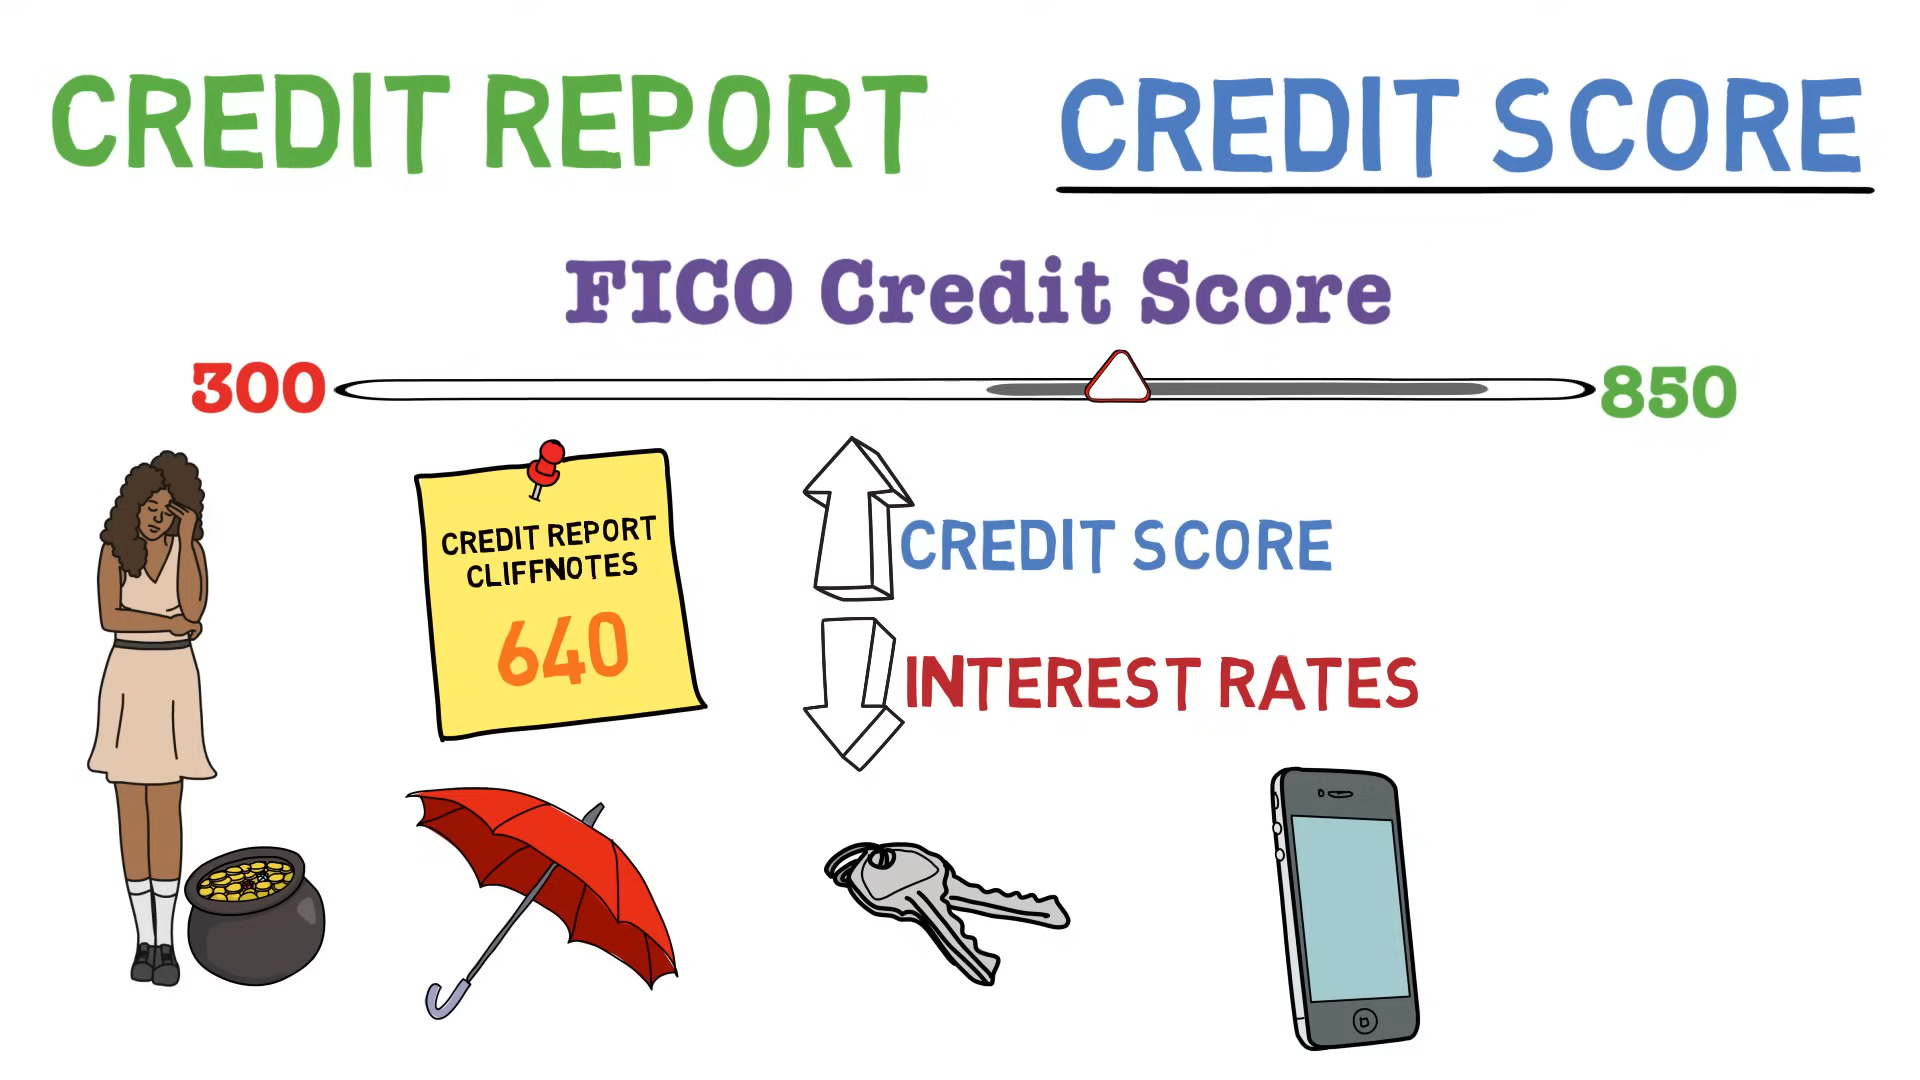 CREDIT REPORT
CREDIT SCORE
FICO Credit Score
300
850
CREDIT REPORT
CLIFFNOTES
640
CREDIT SCORE
INTEREST RATES